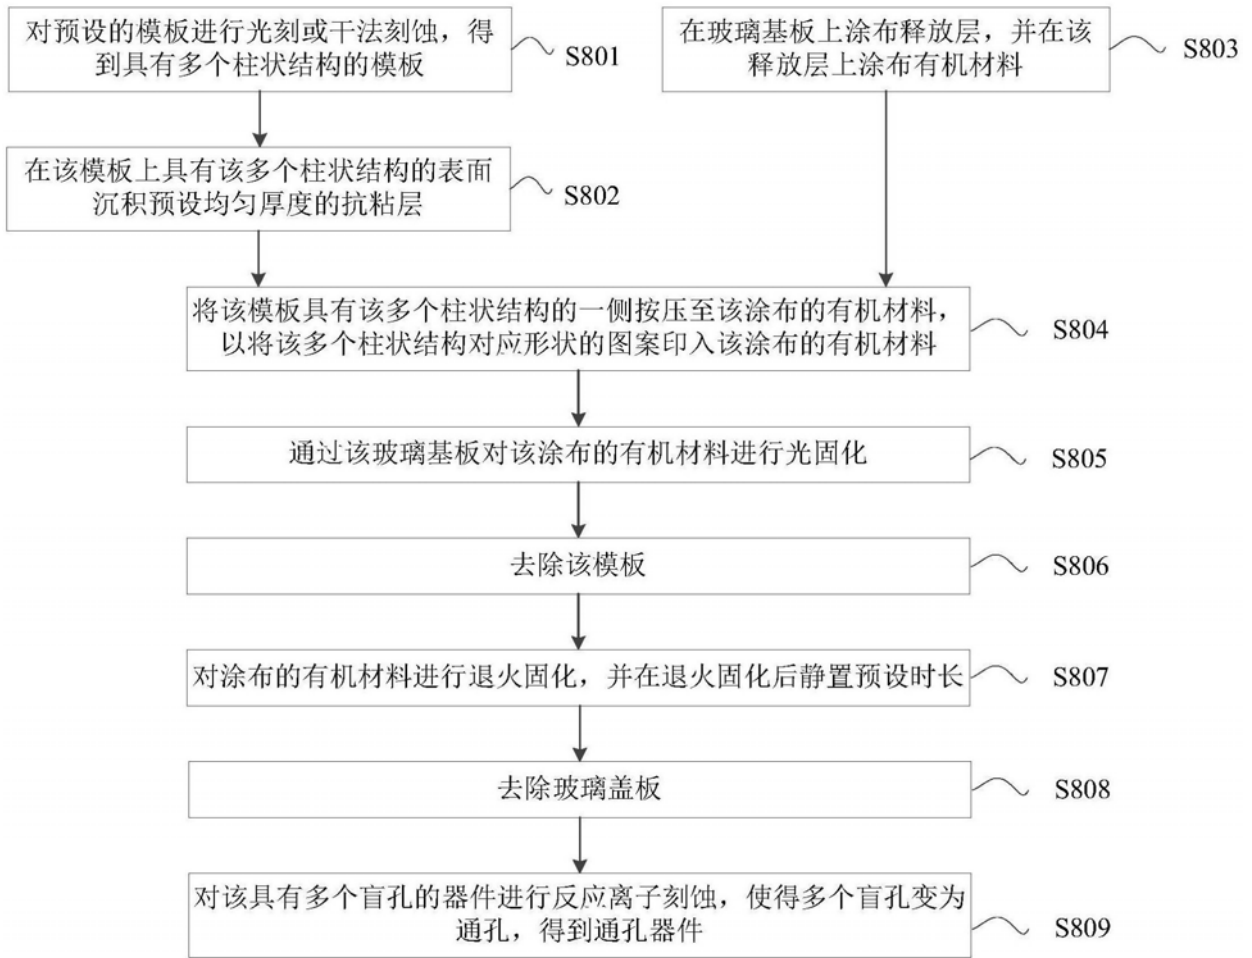 对预设的模板进行光刻或干法刻蚀，得
到具有多个柱状结构的模板
S801
在玻璃基板上涂布释放层，并在该
释放层上涂布有机材料
S803
在该模板上具有该多个柱状结构的表面
沉积预设均匀厚度的抗粘层
S802
将该模板具有该多个柱状结构的一侧按压至该涂布的有机材料，
以将该多个柱状结构对应形状的图案印入该涂布的有机材料
S804
通过该玻璃基板对该涂布的有机材料进行光固化
S805
去除该模板
S806
对涂布的有机材料进行退火固化，并在退火固化后静置预设时长
S807
去除玻璃盖板
S808
对该具有多个盲孔的器件进行反应离子刻蚀，使得多个盲孔变为
通孔，得到通孔器件
S809